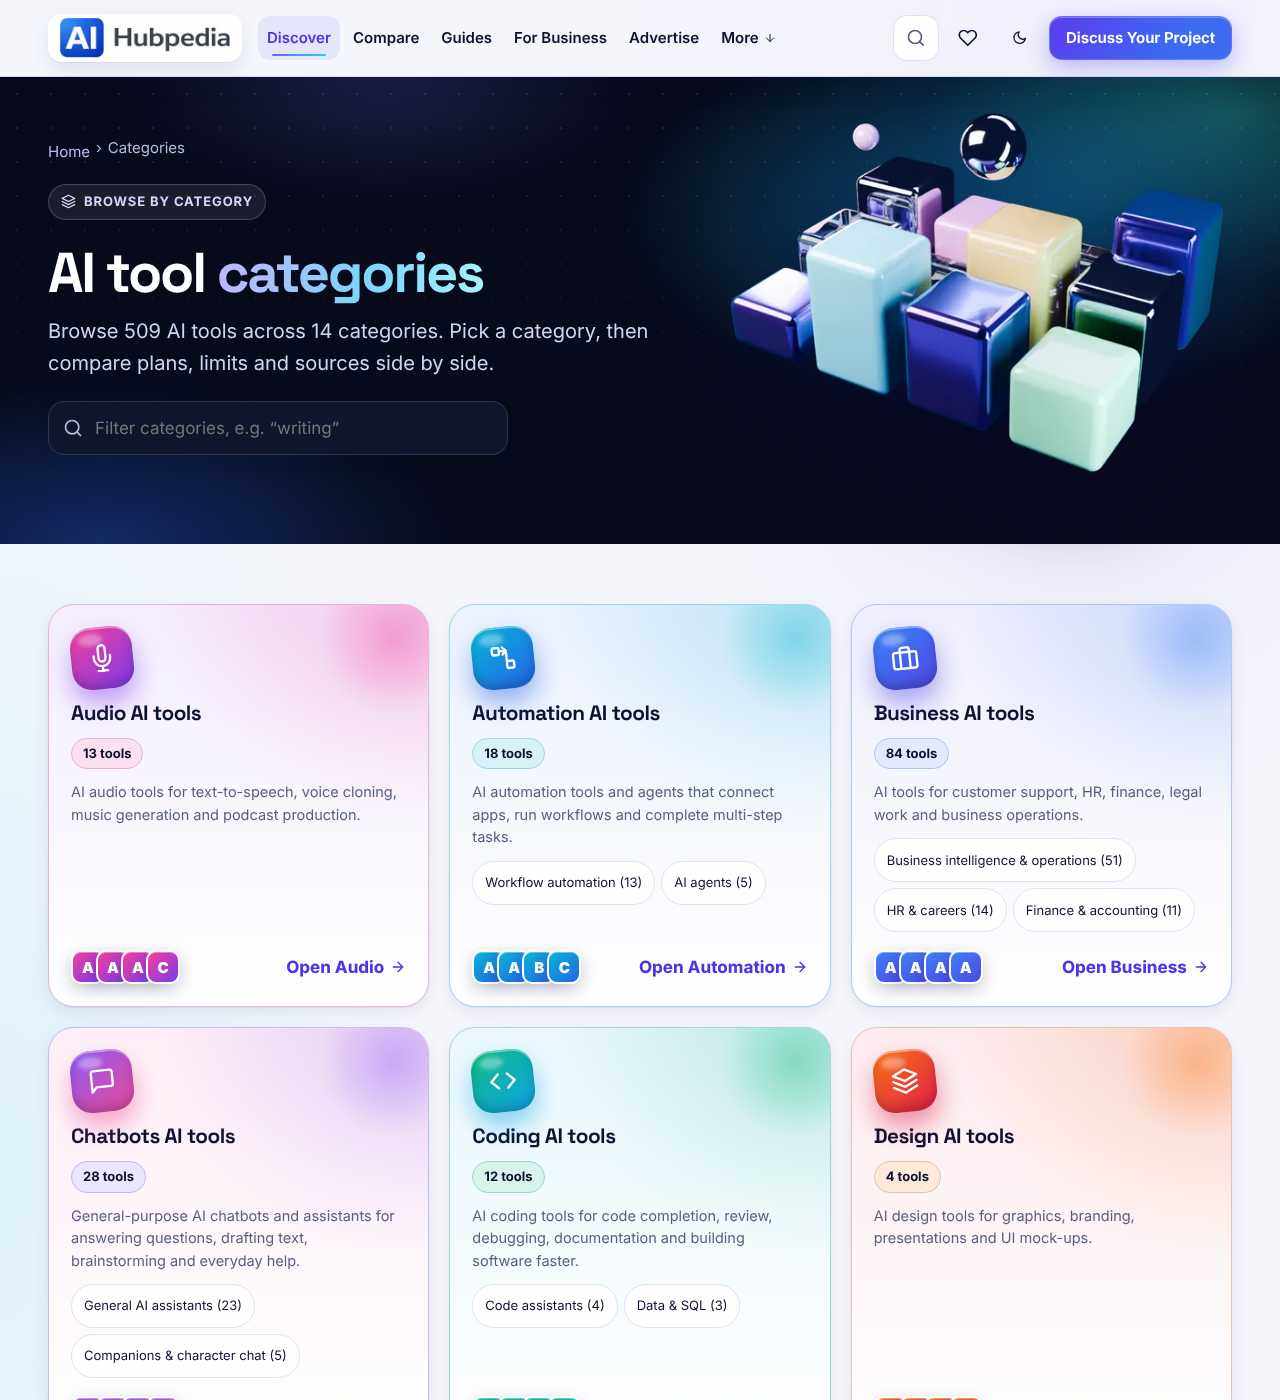 AI Hubpedia
Discover
Compare
Guides
For Business
Advertise
More
Discuss Your Project
Home › Categories
BROWSE BY CATEGORY
AI tool categories
Browse 509 AI tools across 14 categories. Pick a category, then
compare plans, limits and sources side by side.
Filter categories, e.g. “writing”
Audio AI tools
13 tools
AI audio tools for text-to-speech, voice cloning,
music generation and podcast production.
A A A C
Open Audio →
Automation AI tools
18 tools
AI automation tools and agents that connect
apps, run workflows and complete multi-step
tasks.
Workflow automation (13)
AI agents (5)
A A B C
Open Automation →
Business AI tools
84 tools
AI tools for customer support, HR, finance, legal
work and business operations.
Business intelligence & operations (51)
HR & careers (14)
Finance & accounting (11)
A A A A
Open Business →
Chatbots AI tools
28 tools
General-purpose AI chatbots and assistants for
answering questions, drafting text,
brainstorming and everyday help.
General AI assistants (23)
Companions & character chat (5)
Coding AI tools
12 tools
AI coding tools for code completion, review,
debugging, documentation and building
software faster.
Code assistants (4)
Data & SQL (3)
Design AI tools
4 tools
AI design tools for graphics, branding,
presentations and UI mock-ups.